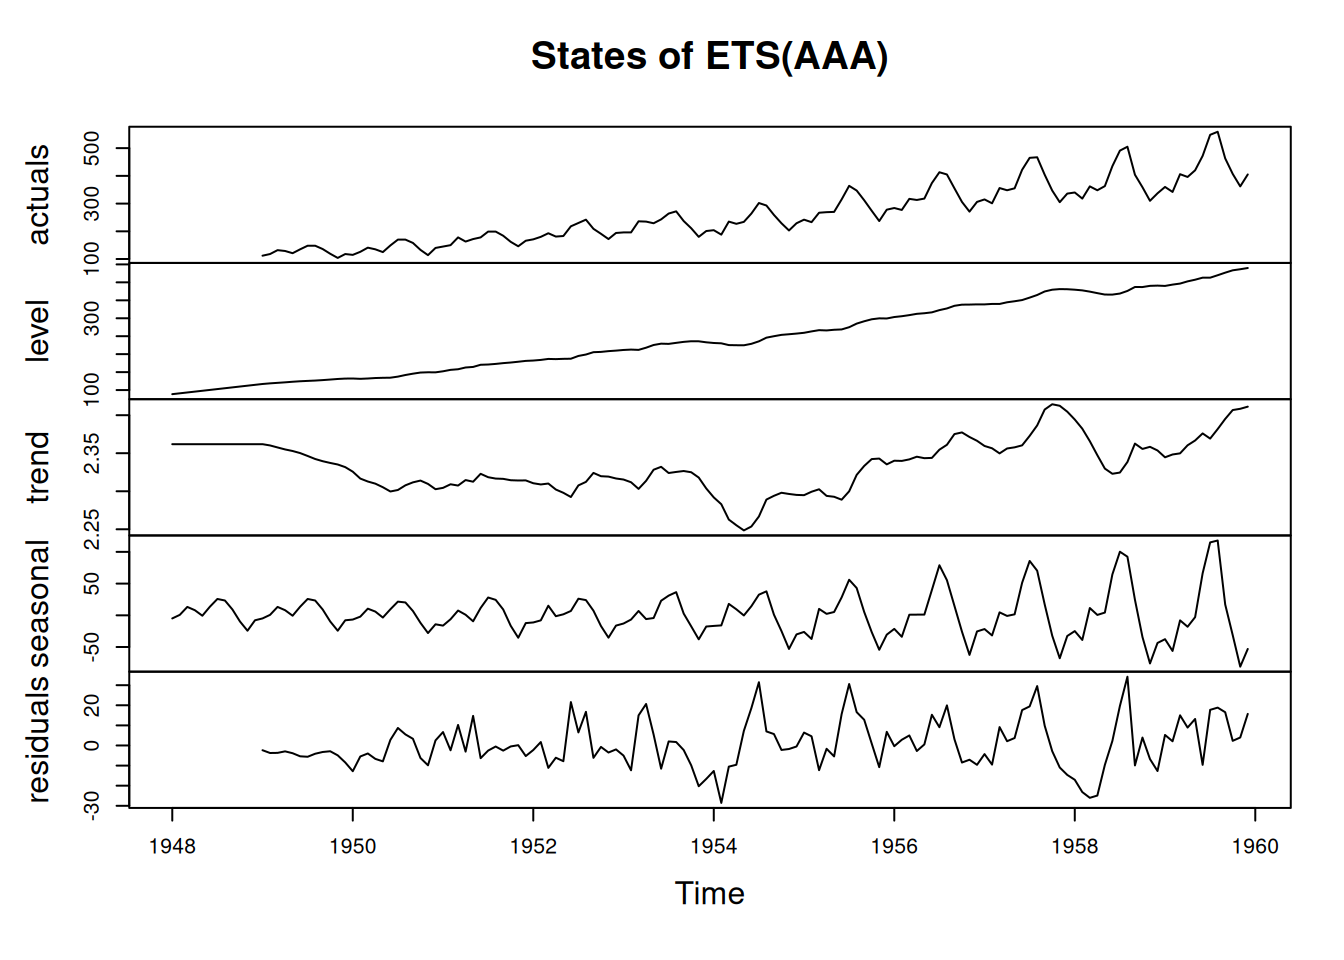 States of ETS(AAA)
actuals
100 300 500
level
100 300
trend
2.25 2.35
seasonal
-50 50
residuals
-30 0 20
1948 1950 1952 1954 1956 1958 1960
Time